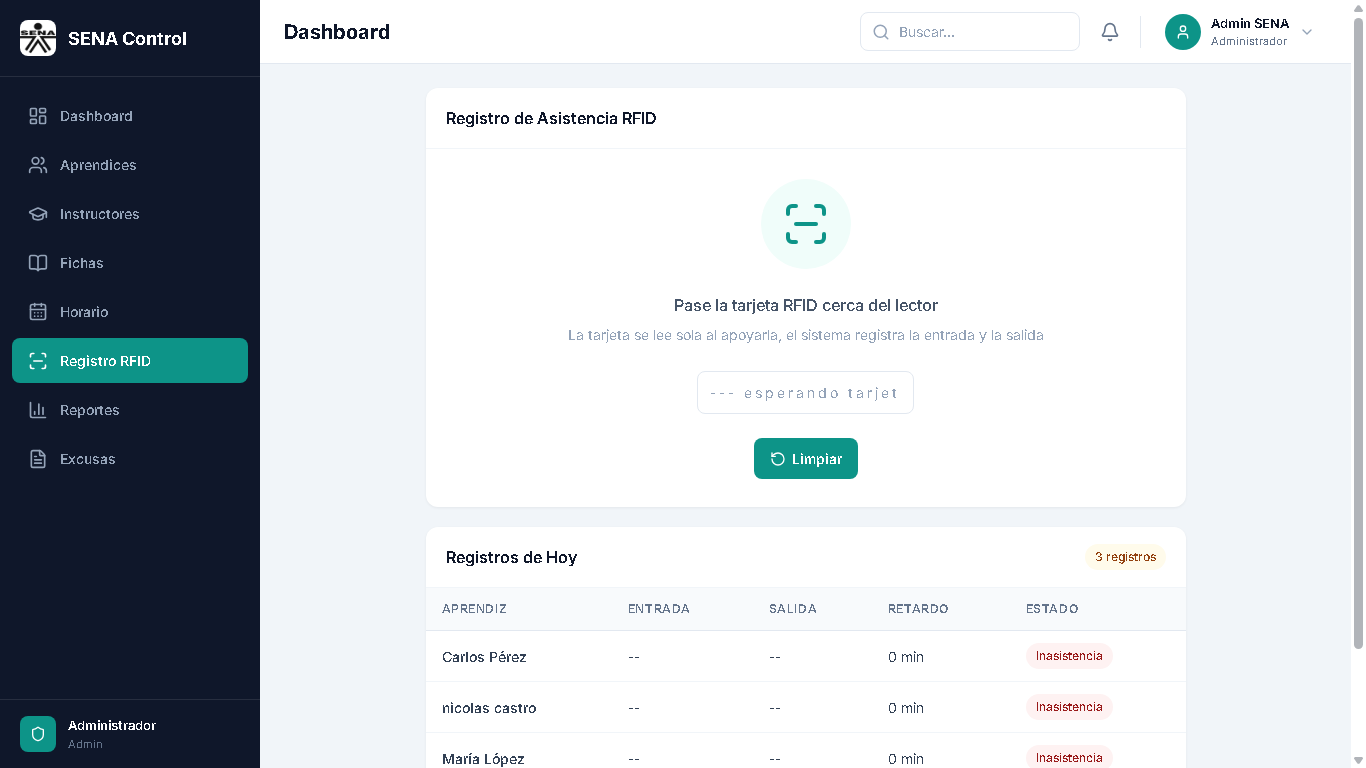 SENA
SENA Control
Dashboard
Aprendices
Instructores
Fichas
Horario
Registro RFID
Reportes
Excusas
Administrador
Admin
Dashboard
Buscar...
Admin SENA
Administrador
Registro de Asistencia RFID
Pase la tarjeta RFID cerca del lector
La tarjeta se lee sola al apoyarla, el sistema registra la entrada y la salida
--- esperando tarjet
Limpiar
Registros de Hoy
3 registros
APRENDIZ ENTRADA SALIDA RETARDO ESTADO
Carlos Pérez -- -- 0 min Inasistencia
nicolas castro -- -- 0 min Inasistencia
María López -- -- 0 min Inasistencia